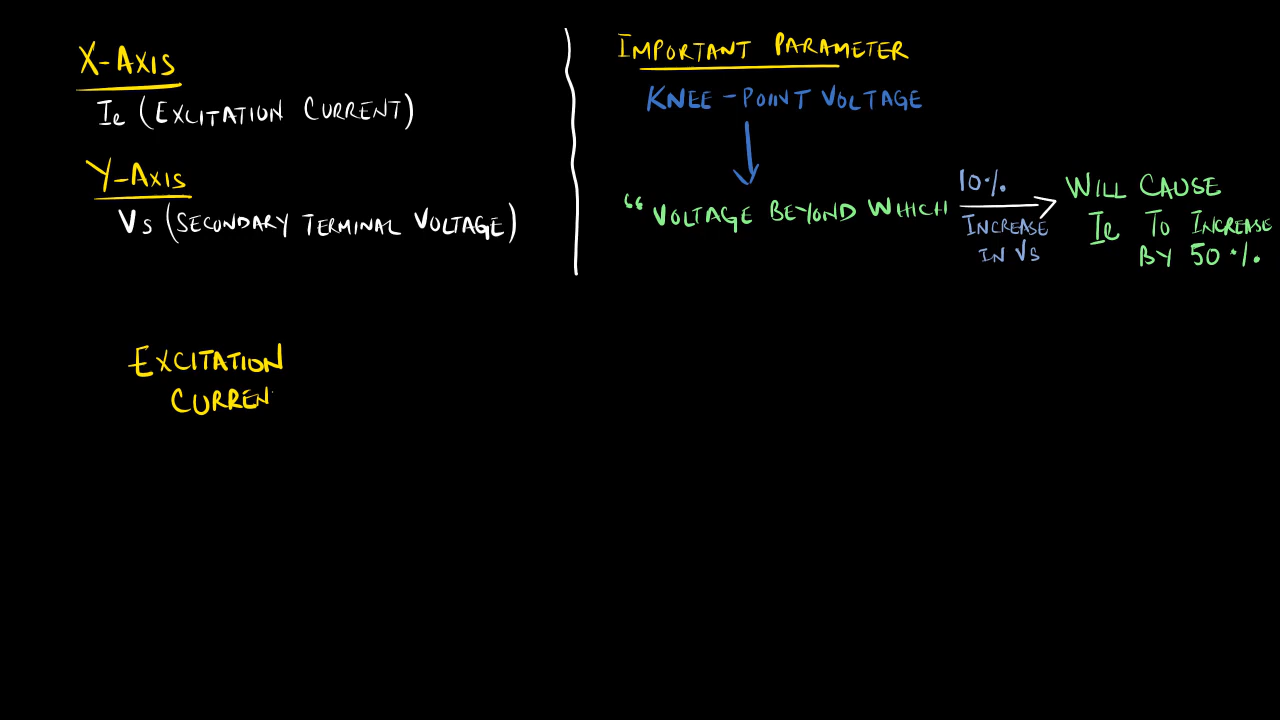 X-AXIS
Ie (EXCITATION CURRENT)
Y-AXIS
Vs (SECONDARY TERMINAL VOLTAGE)
IMPORTANT PARAMETER
KNEE-POINT VOLTAGE
“VOLTAGE BEYOND WHICH
10%
INCREASE
IN VS
WILL CAUSE
Ie TO INCREASE
BY 50%.
EXCITATION
CURREN